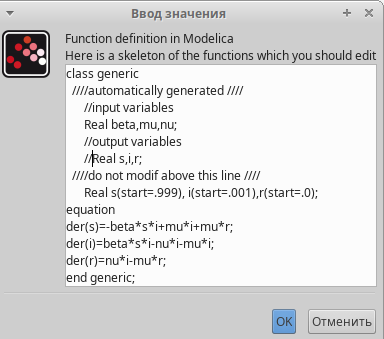 Ввод значения
Function definition in Modelica
Here is a skeleton of the functions which you should edit
class generic
////automatically generated ////
//input variables
Real beta,mu,nu;
//output variables
//Real s,i,r;
////do not modif above this line ////
Real s(start=.999), i(start=.001),r(start=.0);
equation
der(s)=-beta*s*i+mu*i+mu*r;
der(i)=beta*s*i-nu*i-mu*i;
der(r)=nu*i-mu*r;
end generic;
OK Отменить